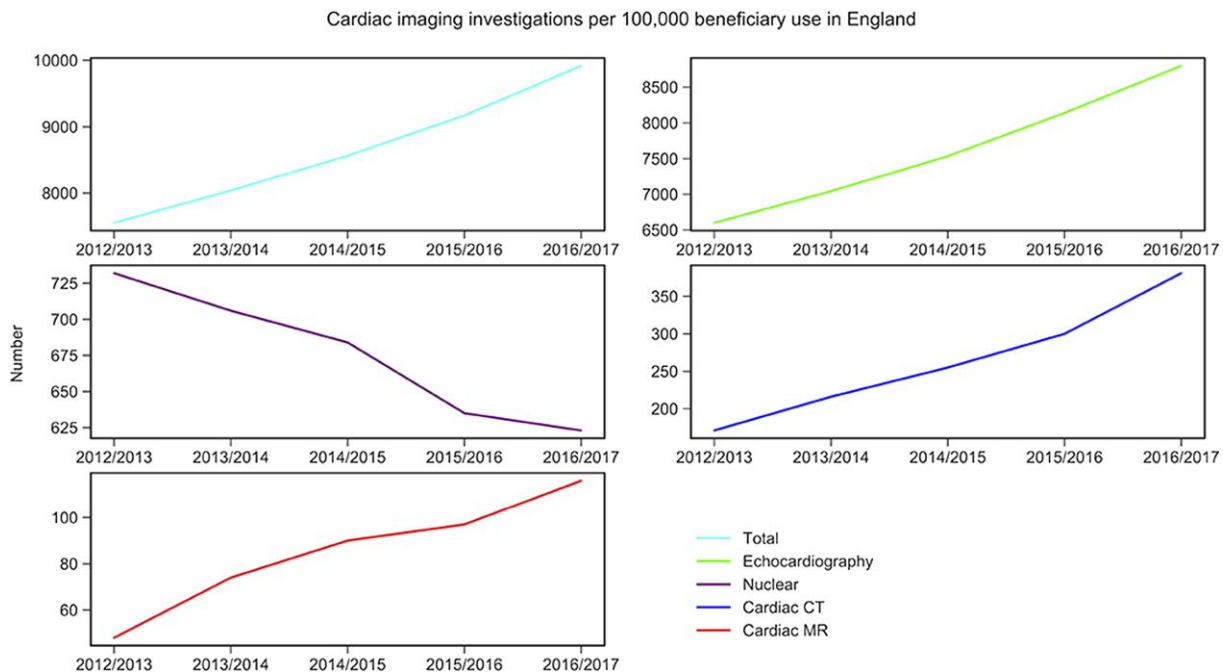 Cardiac imaging investigations per 100,000 beneficiary use in England
10000
9000
8000
2012/2013 2013/2014 2014/2015 2015/2016 2016/2017
8500
8000
7500
7000
6500
2012/2013 2013/2014 2014/2015 2015/2016 2016/2017
Number
725
700
675
650
625
2012/2013 2013/2014 2014/2015 2015/2016 2016/2017
350
300
250
200
2012/2013 2013/2014 2014/2015 2015/2016 2016/2017
100
80
60
2012/2013 2013/2014 2014/2015 2015/2016 2016/2017
Total
Echocardiography
Nuclear
Cardiac CT
Cardiac MR